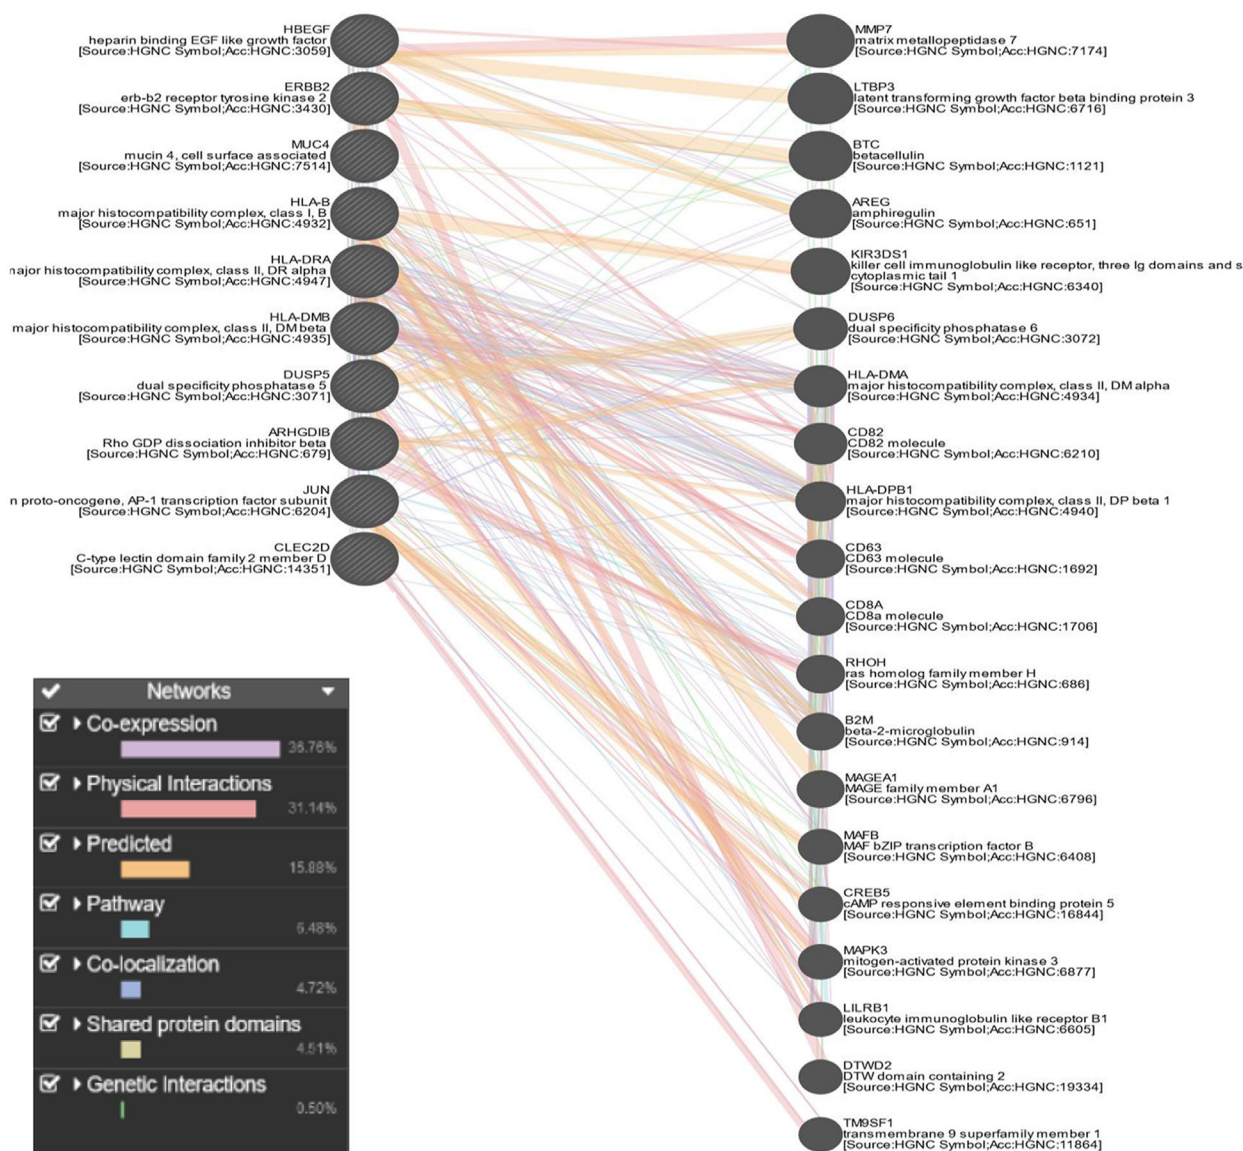 HBEGF
heparin binding EGF like growth factor
[Source:HGNC Symbol;Acc:HGNC:3059]
ERBB2
erb-b2 receptor tyrosine kinase 2
[Source:HGNC Symbol;Acc:HGNC:3430]
MUC4
mucin 4, cell surface associated
[Source:HGNC Symbol;Acc:HGNC:7514]
HLA-B
major histocompatibility complex, class I, B
[Source:HGNC Symbol;Acc:HGNC:4932]
HLA-DRA
najor histocompatibility complex, class II, DR alpha
[Source:HGNC Symbol;Acc:HGNC:4947]
HLA-DMB
major histocompatibility complex, class II, DM beta
[Source:HGNC Symbol;Acc:HGNC:4935]
DUSP5
dual specificity phosphatase 5
[Source:HGNC Symbol;Acc:HGNC:3071]
ARHGDIB
Rho GDP dissociation inhibitor beta
[Source:HGNC Symbol;Acc:HGNC:679]
JUN
n proto-oncogene, AP-1 transcription factor subunit
[Source:HGNC Symbol;Acc:HGNC:6204]
CLEC2D
C-type lectin domain family 2 member D
[Source:HGNC Symbol;Acc:HGNC:14351]
MMP7
matrix metallopeptidase 7
[Source:HGNC Symbol;Acc:HGNC:7174]
LTBP3
latent transforming growth factor beta binding protein 3
[Source:HGNC Symbol;Acc:HGNC:6716]
BTC
betacellulin
[Source:HGNC Symbol;Acc:HGNC:1121]
AREG
amphiregulin
[Source:HGNC Symbol;Acc:HGNC:651]
KIR3DS1
killer cell immunoglobulin like receptor, three Ig domains and s
cytoplasmic tail 1
[Source:HGNC Symbol;Acc:HGNC:6340]
DUSP6
dual specificity phosphatase 6
[Source:HGNC Symbol;Acc:HGNC:3072]
HLA-DMA
major histocompatibility complex, class II, DM alpha
[Source:HGNC Symbol;Acc:HGNC:4934]
CD82
CD82 molecule
[Source:HGNC Symbol;Acc:HGNC:6210]
HLA-DPB1
major histocompatibility complex, class II, DP beta 1
[Source:HGNC Symbol;Acc:HGNC:4940]
CD63
CD63 molecule
[Source:HGNC Symbol;Acc:HGNC:1692]
CD8A
CD8a molecule
[Source:HGNC Symbol;Acc:HGNC:1706]
RHOH
ras homolog family member H
[Source:HGNC Symbol;Acc:HGNC:686]
B2M
beta-2-microglobulin
[Source:HGNC Symbol;Acc:HGNC:914]
MAGEA1
MAGE family member A1
[Source:HGNC Symbol;Acc:HGNC:6796]
MAFB
MAF bZIP transcription factor B
[Source:HGNC Symbol;Acc:HGNC:6408]
CREB5
cAMP responsive element binding protein 5
[Source:HGNC Symbol;Acc:HGNC:16844]
MAPK3
mitogen-activated protein kinase 3
[Source:HGNC Symbol;Acc:HGNC:6877]
LILRB1
leukocyte immunoglobulin like receptor B1
[Source:HGNC Symbol;Acc:HGNC:6605]
DTWD2
DTW domain containing 2
[Source:HGNC Symbol;Acc:HGNC:19334]
TM9SF1
transmembrane 9 superfamily member 1
[Source:HGNC Symbol;Acc:HGNC:11864]
Networks
Co-expression
36.76%
Physical Interactions
31.14%
Predicted
15.88%
Pathway
6.48%
Co-localization
4.72%
Shared protein domains
4.51%
Genetic Interactions
0.50%